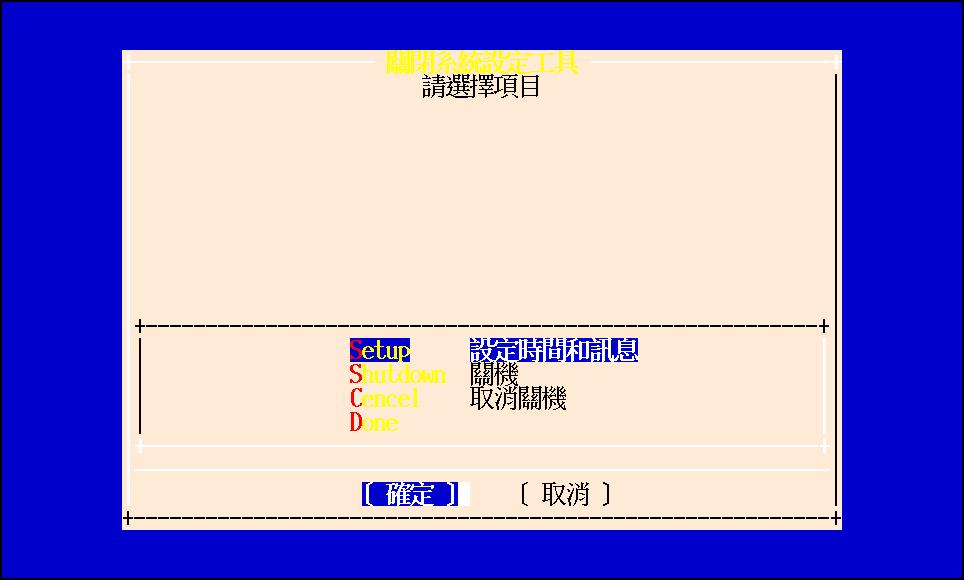 關閉系統設定工具
請選擇項目
Setup 設定時間和訊息
Shutdown 關機
Cencel 取消關機
Done
[ 確定 ] [ 取消 ]